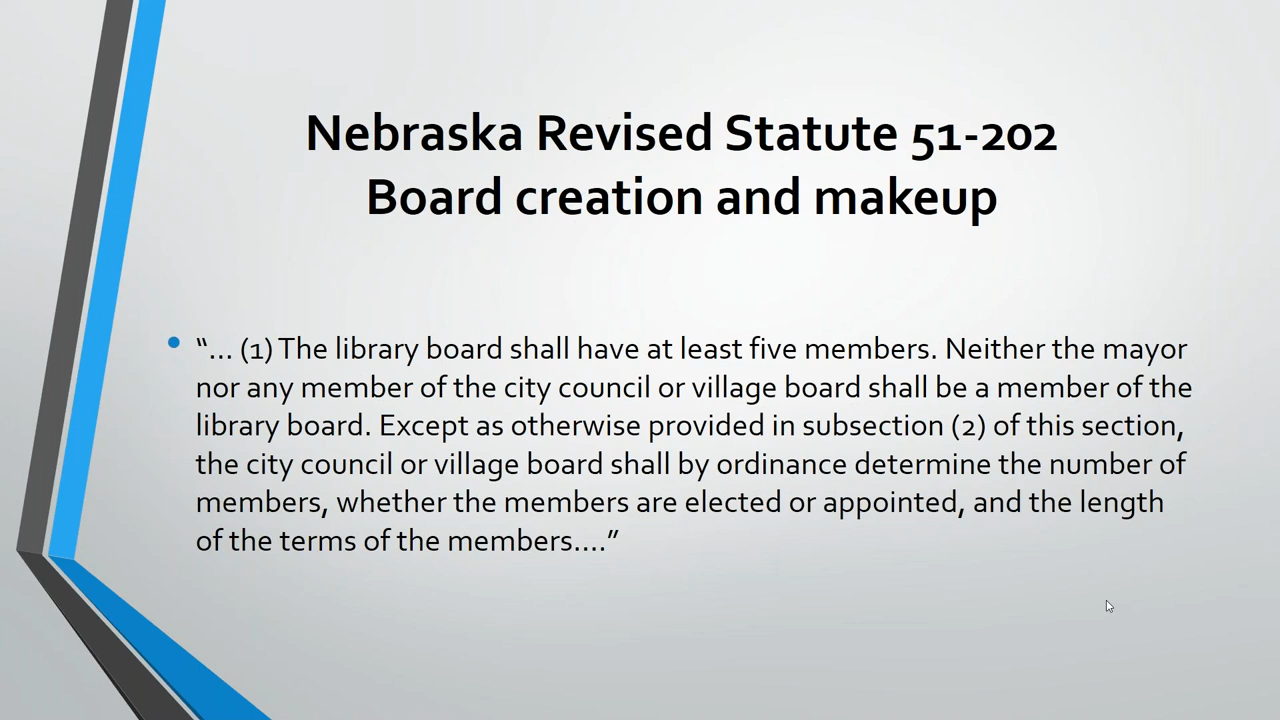 Nebraska Revised Statute 51-202
Board creation and makeup
• “... (1) The library board shall have at least five members. Neither the mayor
nor any member of the city council or village board shall be a member of the
library board. Except as otherwise provided in subsection (2) of this section,
the city council or village board shall by ordinance determine the number of
members, whether the members are elected or appointed, and the length
of the terms of the members....”